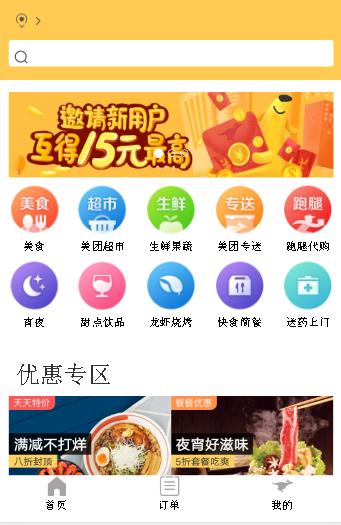 邀请新用户
互得15元最高
美食
超市
生鲜
专送
跑腿
美食
美团超市
生鲜果蔬
美团专送
跑腿代购
宵夜
甜点饮品
龙虾烧烤
快食简餐
送药上门
优惠专区
天天特价
餐餐优惠
满减不打烊
夜宵好滋味
八折封顶
5折套餐吃爽
首页
订单
我的